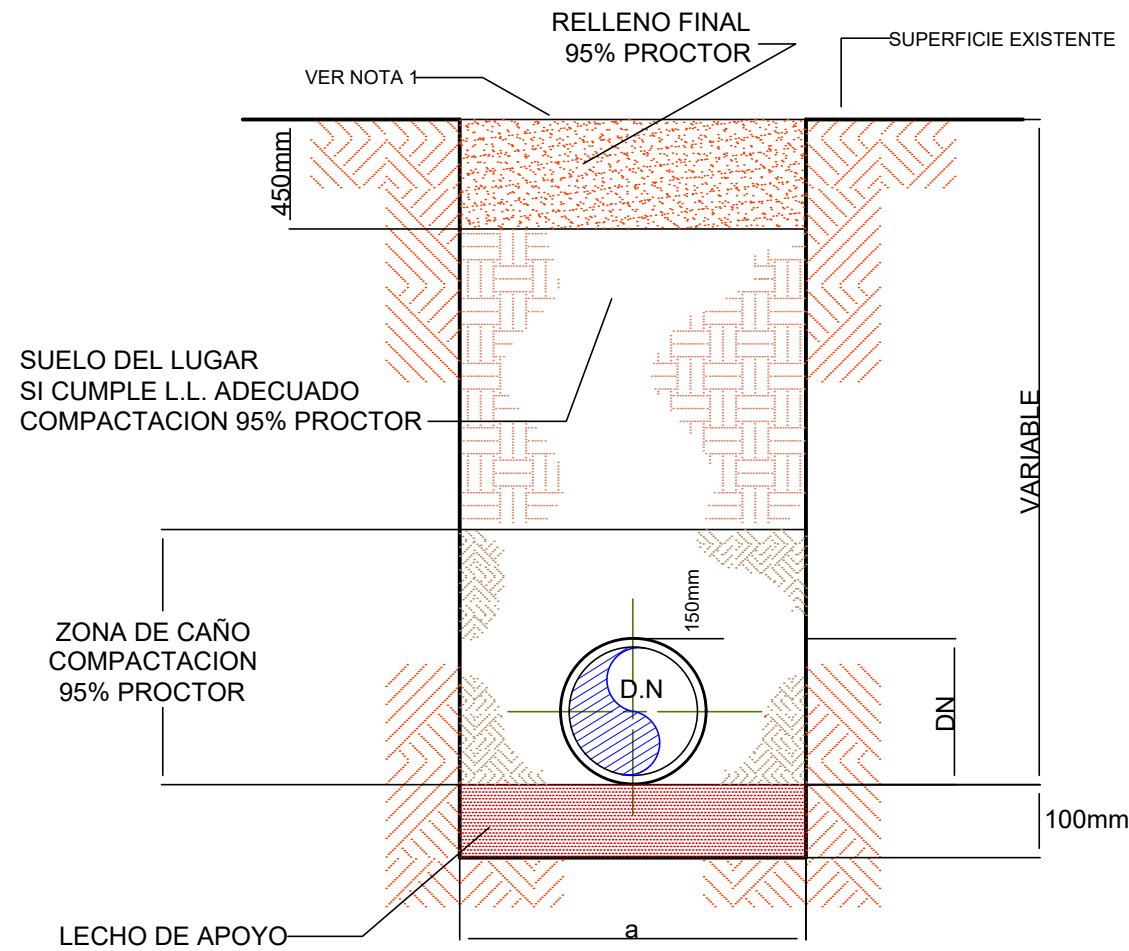 RELLENO FINAL
95% PROCTOR
SUPERFICIE EXISTENTE
VER NOTA 1
450mm
SUELO DEL LUGAR
SI CUMPLE L.L. ADECUADO
COMPACTACION 95% PROCTOR
VARIABLE
150mm
ZONA DE CAÑO
COMPACTACION
95% PROCTOR
D.N
DN
100mm
LECHO DE APOYO
a